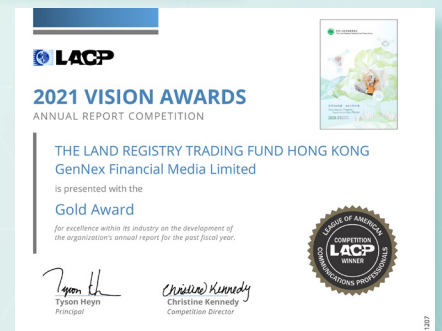 LACP
2021 VISION AWARDS
ANNUAL REPORT COMPETITION
THE LAND REGISTRY TRADING FUND HONG KONG
GenNex Financial Media Limited
is presented with the
Gold Award
for excellence within its industry on the development of
the organization's annual report for the past fiscal year.
Tyson Heyn
Principal
Christine Kennedy
Christine Kennedy
Competition Director
LEAGUE OF AMERICAN
COMPETITION
LACP
WINNER
COMMUNICATIONS PROFESSIONALS